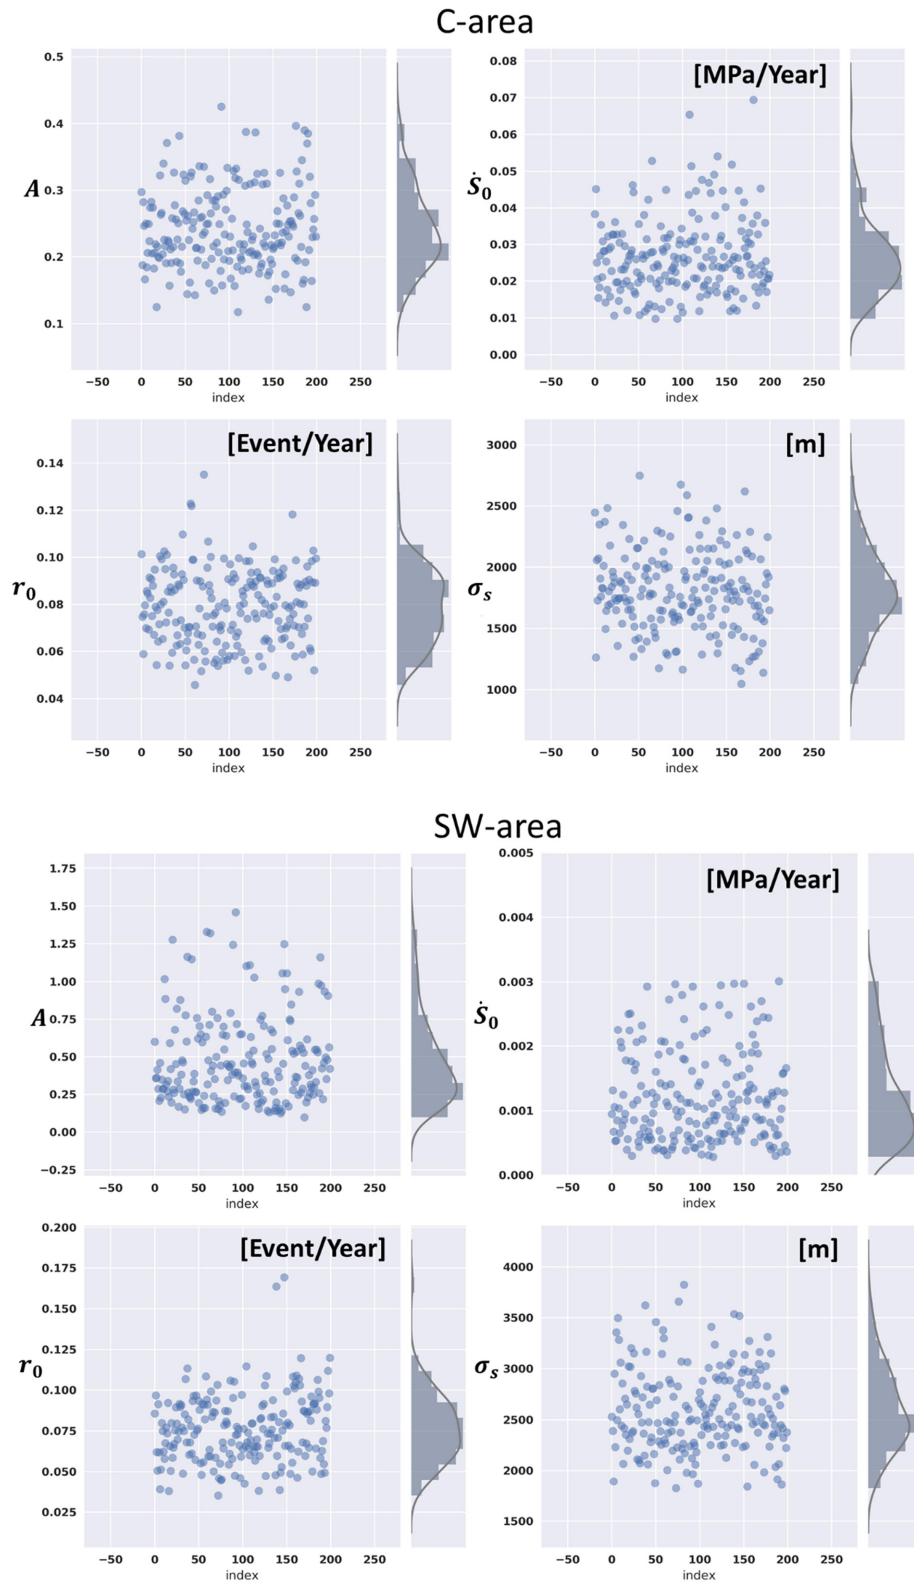 C-area
0.5
0.4
0.3
0.2
0.1
A
−50 0 50 100 150 200 250
index
[MPa/Year]
0.08
0.07
0.06
0.05
0.04
0.03
0.02
0.01
0.00
Ṡ₀
−50 0 50 100 150 200 250
index
[Event/Year]
0.14
0.12
0.10
0.08
0.06
0.04
r₀
−50 0 50 100 150 200 250
index
[m]
3000
2500
2000
1500
1000
σₛ
−50 0 50 100 150 200 250
index
SW-area
1.75
1.50
1.25
1.00
0.75
0.50
0.25
0.00
−0.25
A
−50 0 50 100 150 200 250
index
[MPa/Year]
0.005
0.004
0.003
0.002
0.001
0.000
Ṡ₀
−50 0 50 100 150 200 250
index
[Event/Year]
0.200
0.175
0.150
0.125
0.100
0.075
0.050
0.025
r₀
−50 0 50 100 150 200 250
index
[m]
4000
3500
3000
2500
2000
1500
σₛ
−50 0 50 100 150 200 250
index